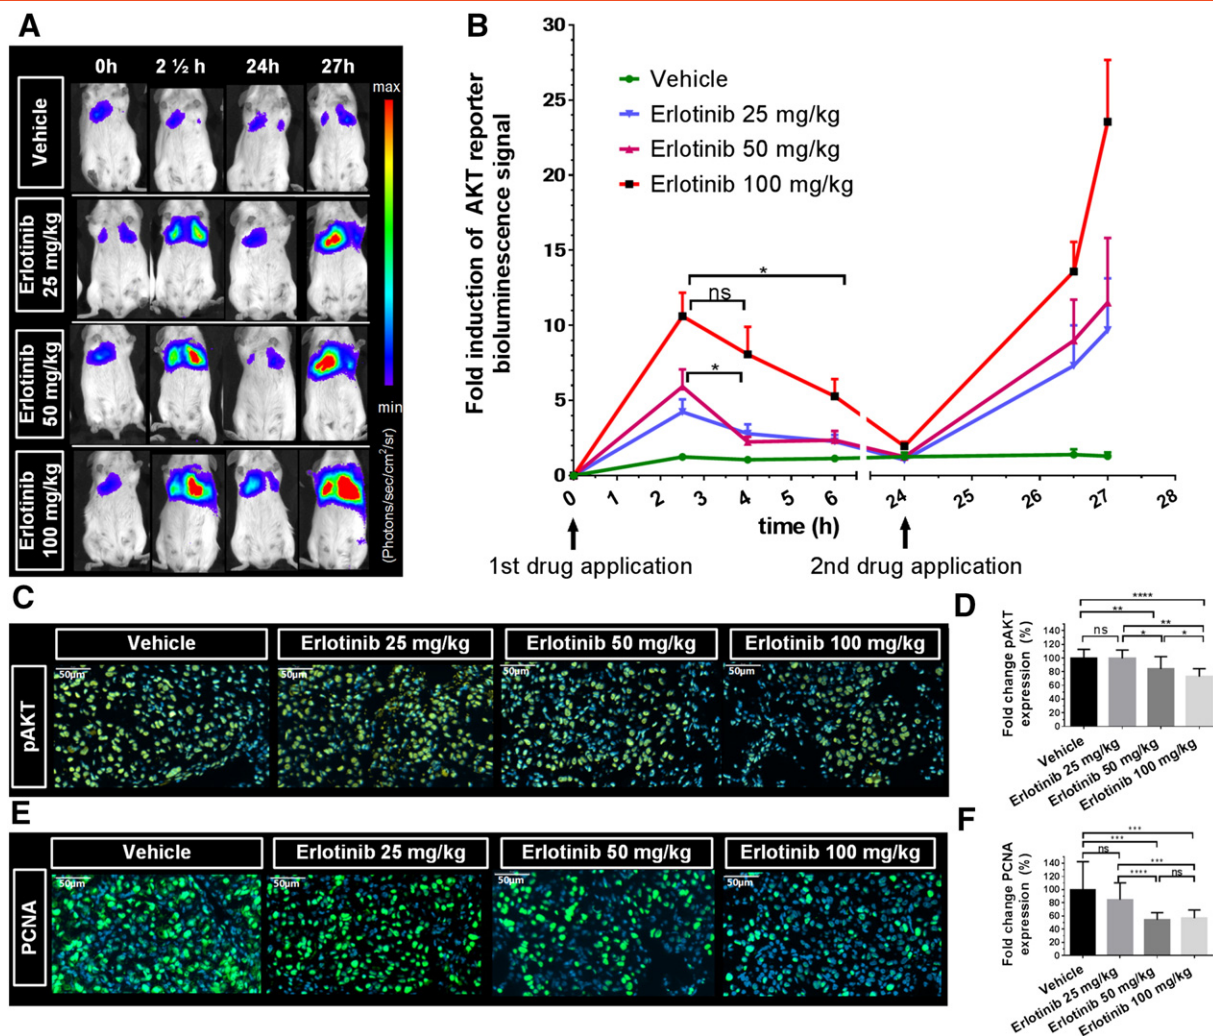 A
0h 2 ½ h 24h 27h
Vehicle
Erlotinib
25 mg/kg
Erlotinib
50 mg/kg
Erlotinib
100 mg/kg
max
min
(Photons/sec/cm²/sr)
B
Fold induction of AKT reporter
bioluminescence signal
30
25
20
15
10
5
0
Vehicle
Erlotinib 25 mg/kg
Erlotinib 50 mg/kg
Erlotinib 100 mg/kg
*
ns
*
0 1 2 3 4 6 24 25 26 27 28
time (h)
1st drug application
2nd drug application
C
Vehicle Erlotinib 25 mg/kg Erlotinib 50 mg/kg Erlotinib 100 mg/kg
pAKT
50µm 50µm 50µm 50µm
D
Fold change pAKT
expression (%)
****
**
**
ns * *
140
120
100
80
60
40
20
0
Vehicle
Erlotinib 25 mg/kg
Erlotinib 50 mg/kg
Erlotinib 100 mg/kg
E
Vehicle Erlotinib 25 mg/kg Erlotinib 50 mg/kg Erlotinib 100 mg/kg
PCNA
50µm 50µm 50µm 50µm
F
Fold change PCNA
expression (%)
***
***
ns ***
**** ns
140
120
100
80
60
40
20
0
Vehicle
Erlotinib 25 mg/kg
Erlotinib 50 mg/kg
Erlotinib 100 mg/kg